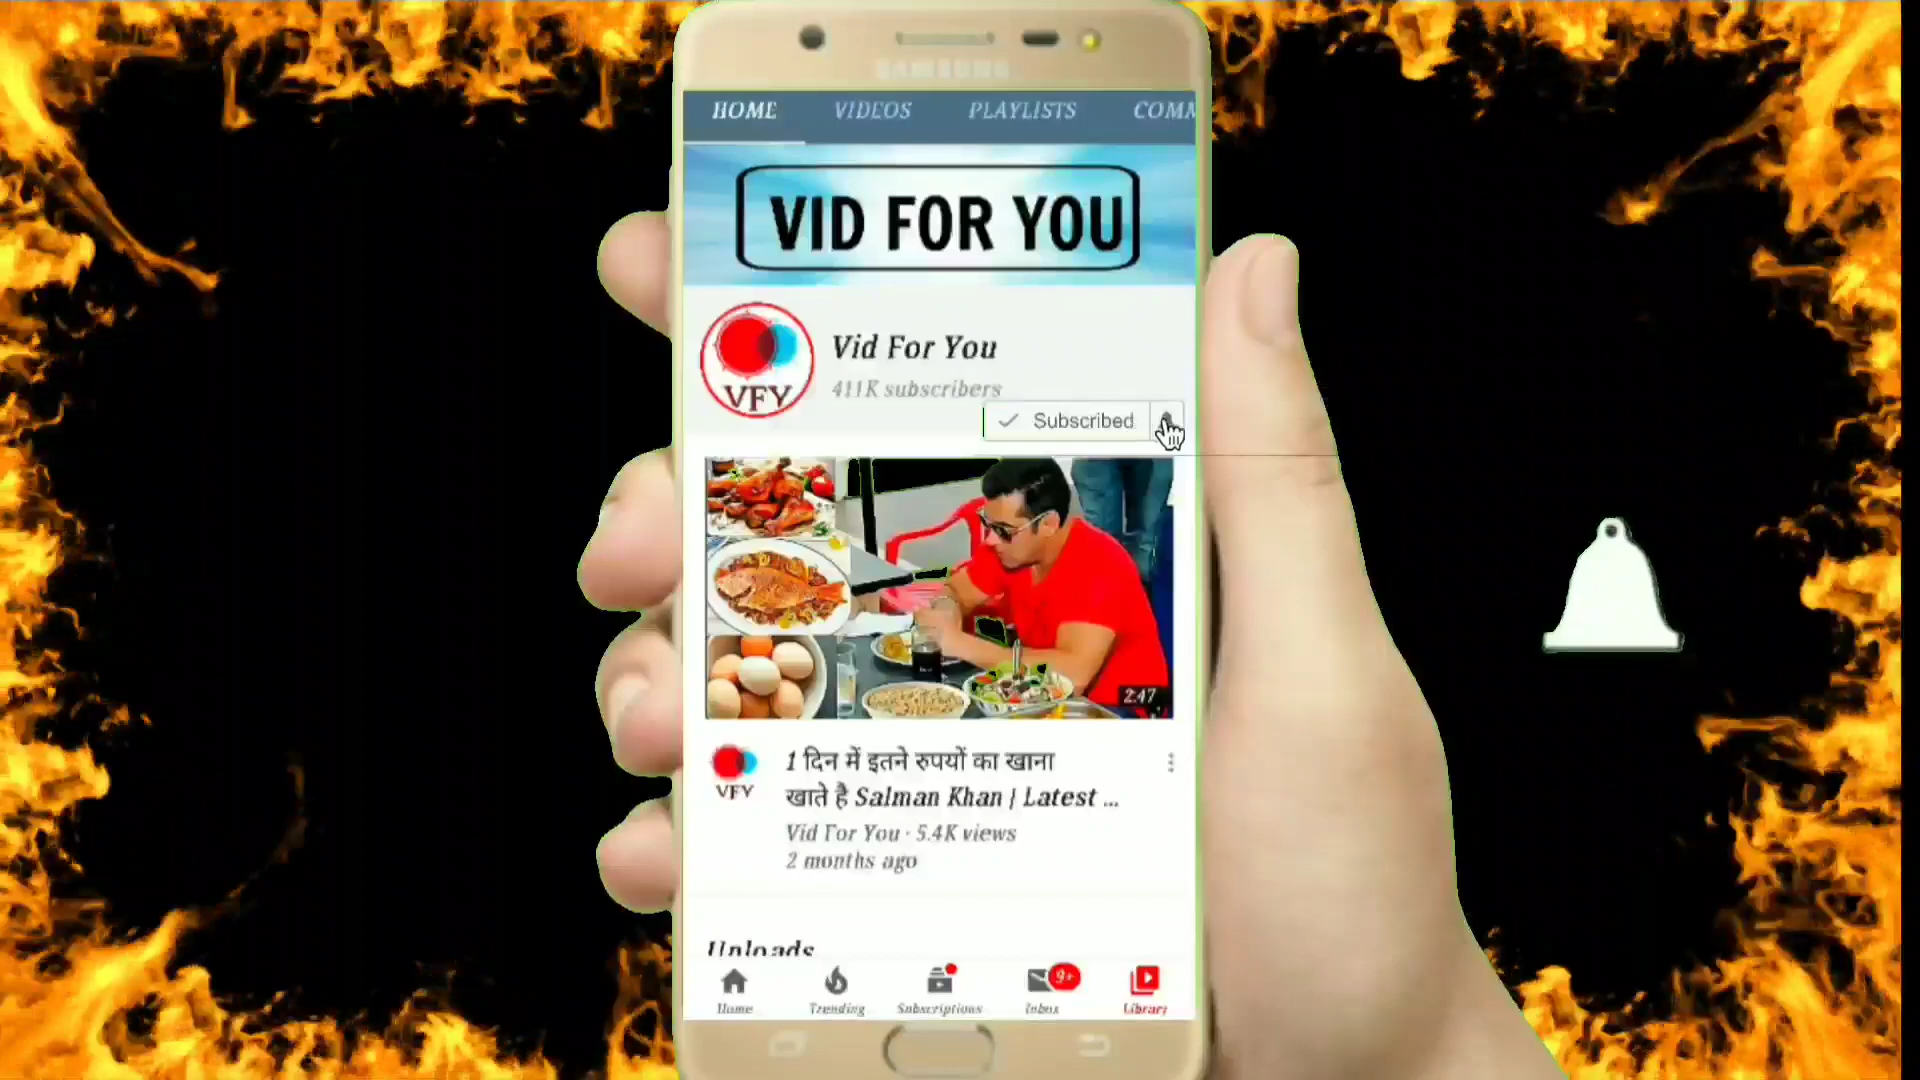 SAMSUNG
HOME VIDEOS PLAYLISTS COMM
VID FOR YOU
VFY
Vid For You
411K subscribers
Subscribed
2:47
VFY
1 दिन में इतने रुपयों का खाना
खाते है Salman Khan | Latest ...
Vid For You · 5.4K views
2 months ago
Uploads
9+
Home Trending Subscriptions Inbox Library